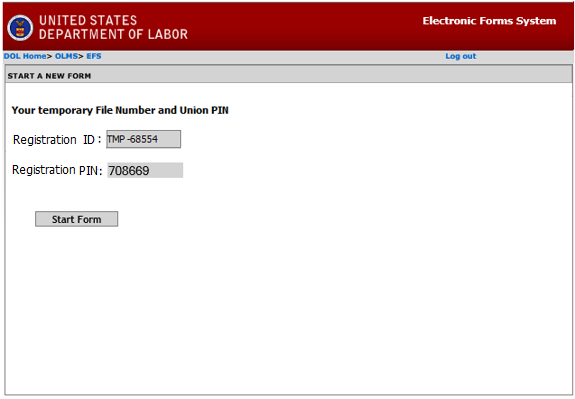 UNITED STATES
DEPARTMENT OF LABOR
Electronic Forms System
DOL Home> OLMS> EFS
Log out
START A NEW FORM
Your temporary File Number and Union PIN
Registration ID: TMP-68554
Registration PIN: 708669
Start Form